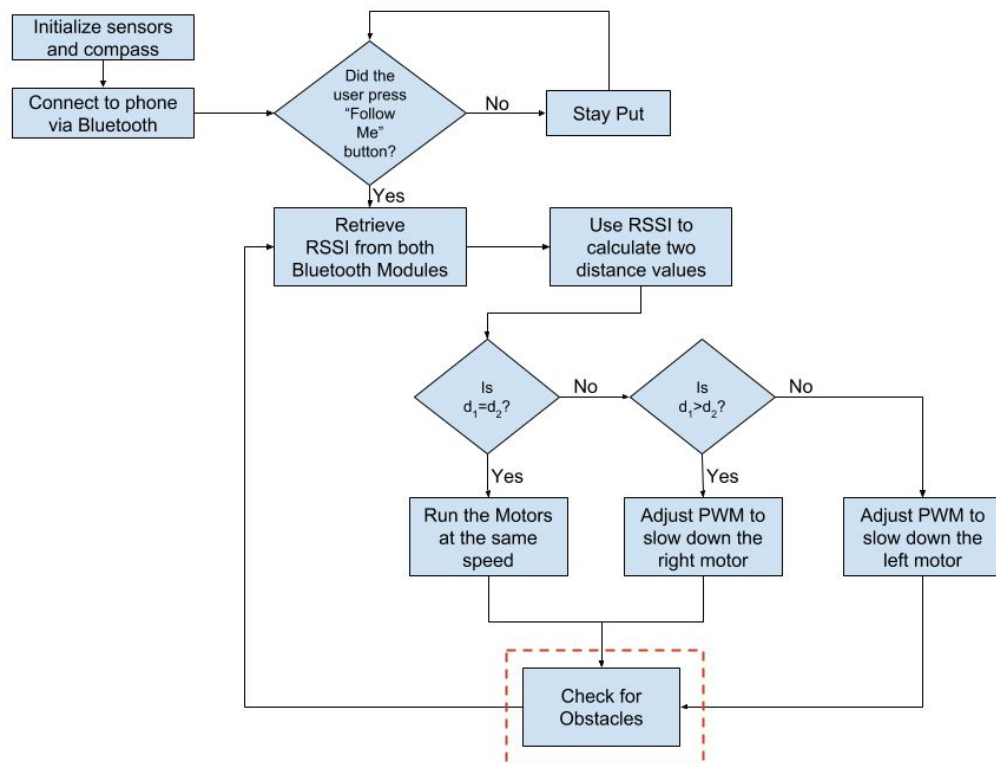 Initialize sensors
and compass
Connect to phone
via Bluetooth
Did the
user press
“Follow
Me”
button?
No
Stay Put
Yes
Retrieve
RSSI from both
Bluetooth Modules
Use RSSI to
calculate two
distance values
Is
d₁=d₂?
No
Is
d₁>d₂?
No
Yes
Yes
Run the Motors
at the same
speed
Adjust PWM to
slow down the
right motor
Adjust PWM to
slow down the
left motor
Check for
Obstacles